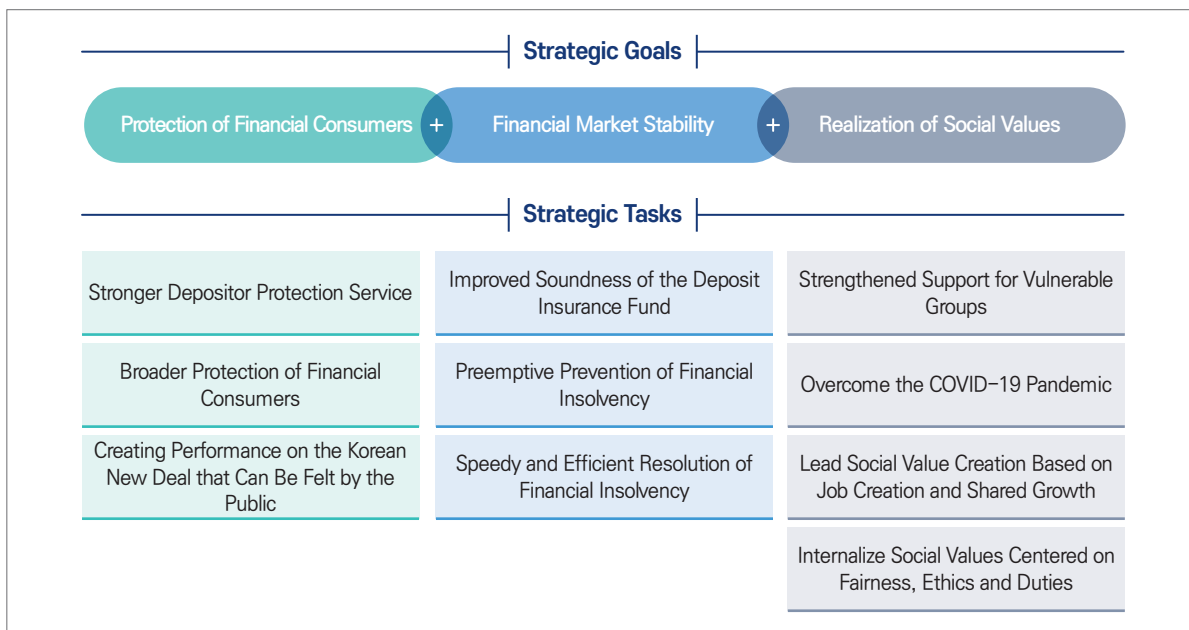 Strategic Goals
Protection of Financial Consumers + Financial Market Stability + Realization of Social Values
Strategic Tasks
Stronger Depositor Protection Service
Broader Protection of Financial
Consumers
Creating Performance on the Korean
New Deal that Can Be Felt by the
Public
Improved Soundness of the Deposit
Insurance Fund
Preemptive Prevention of Financial
Insolvency
Speedy and Efficient Resolution of
Financial Insolvency
Strengthened Support for Vulnerable
Groups
Overcome the COVID-19 Pandemic
Lead Social Value Creation Based on
Job Creation and Shared Growth
Internalize Social Values Centered on
Fairness, Ethics and Duties